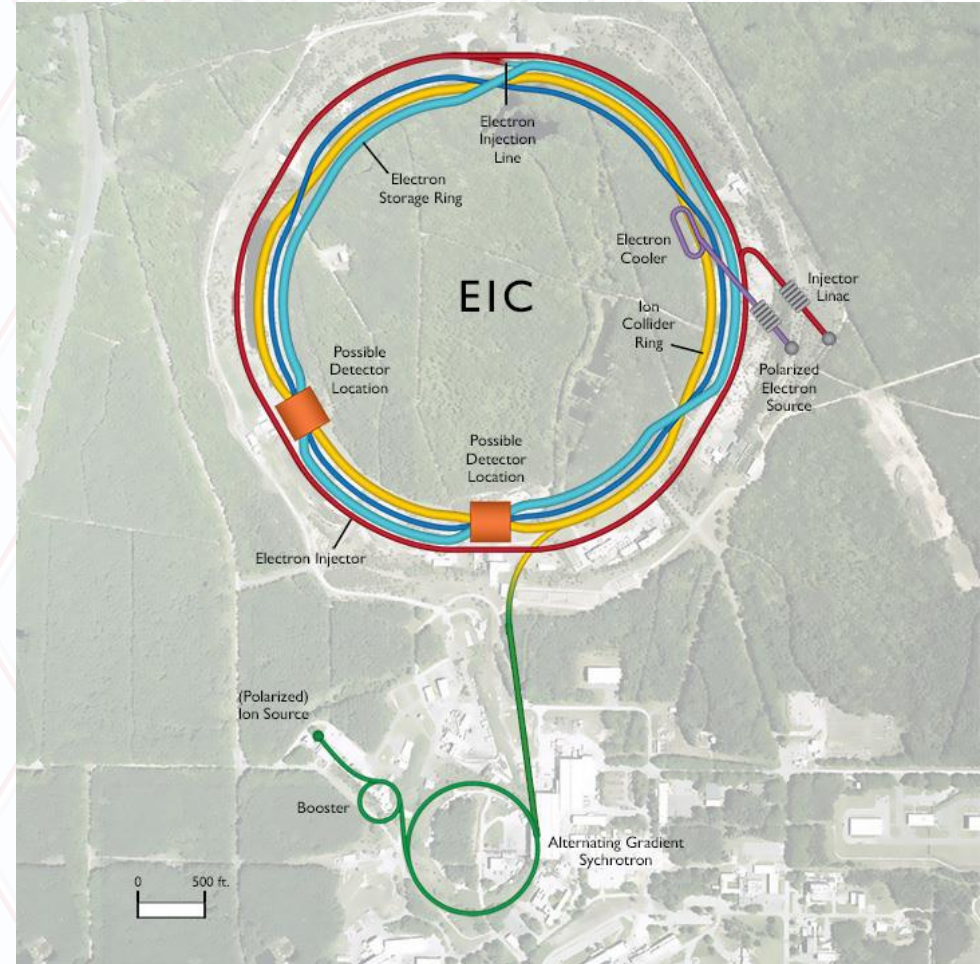 Electron
Injection
Line
Electron
Storage Ring
Electron
Cooler
Injector
Linac
EIC
Ion
Collider
Ring
Possible
Detector
Location
Polarized
Electron
Source
Possible
Detector
Location
Electron Injector
(Polarized)
Ion Source
Booster
Alternating Gradient
Sychrotron
0 500 ft.